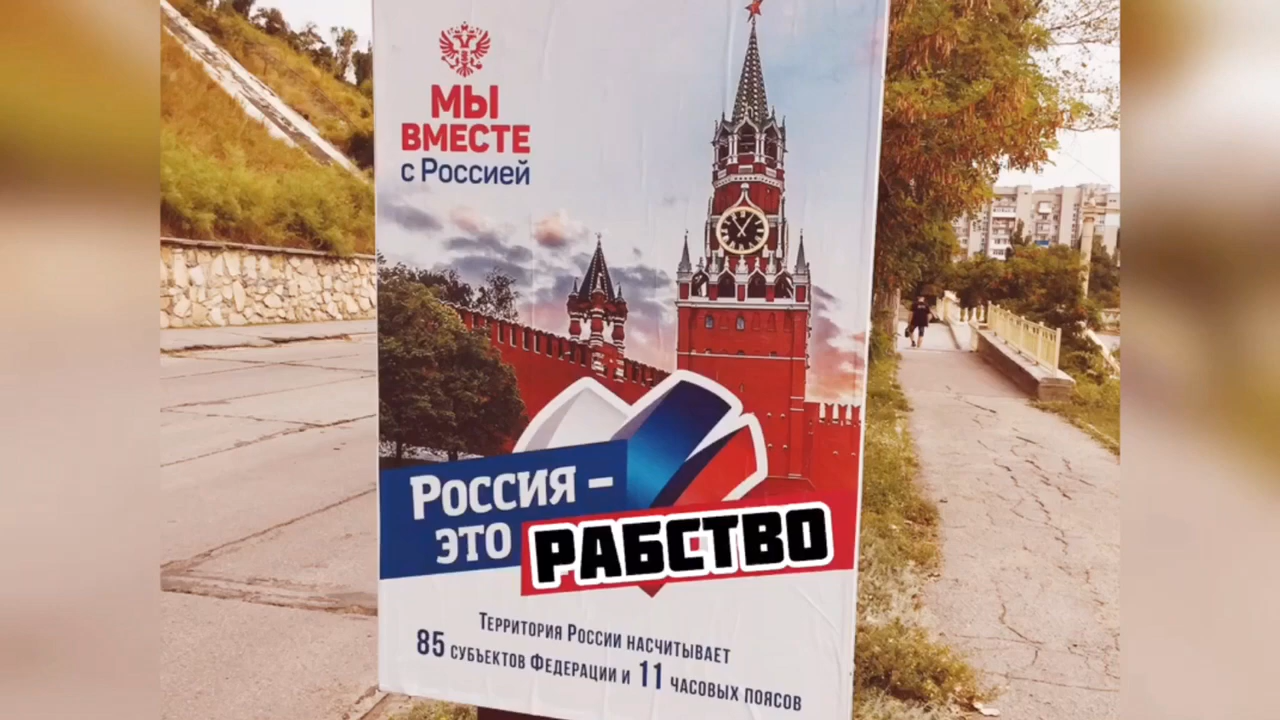 МЫ
ВМЕСТЕ
с Россией
Россия –
это РАБСТВО
Территория России насчитывает
85 субъектов Федерации и 11 часовых поясов